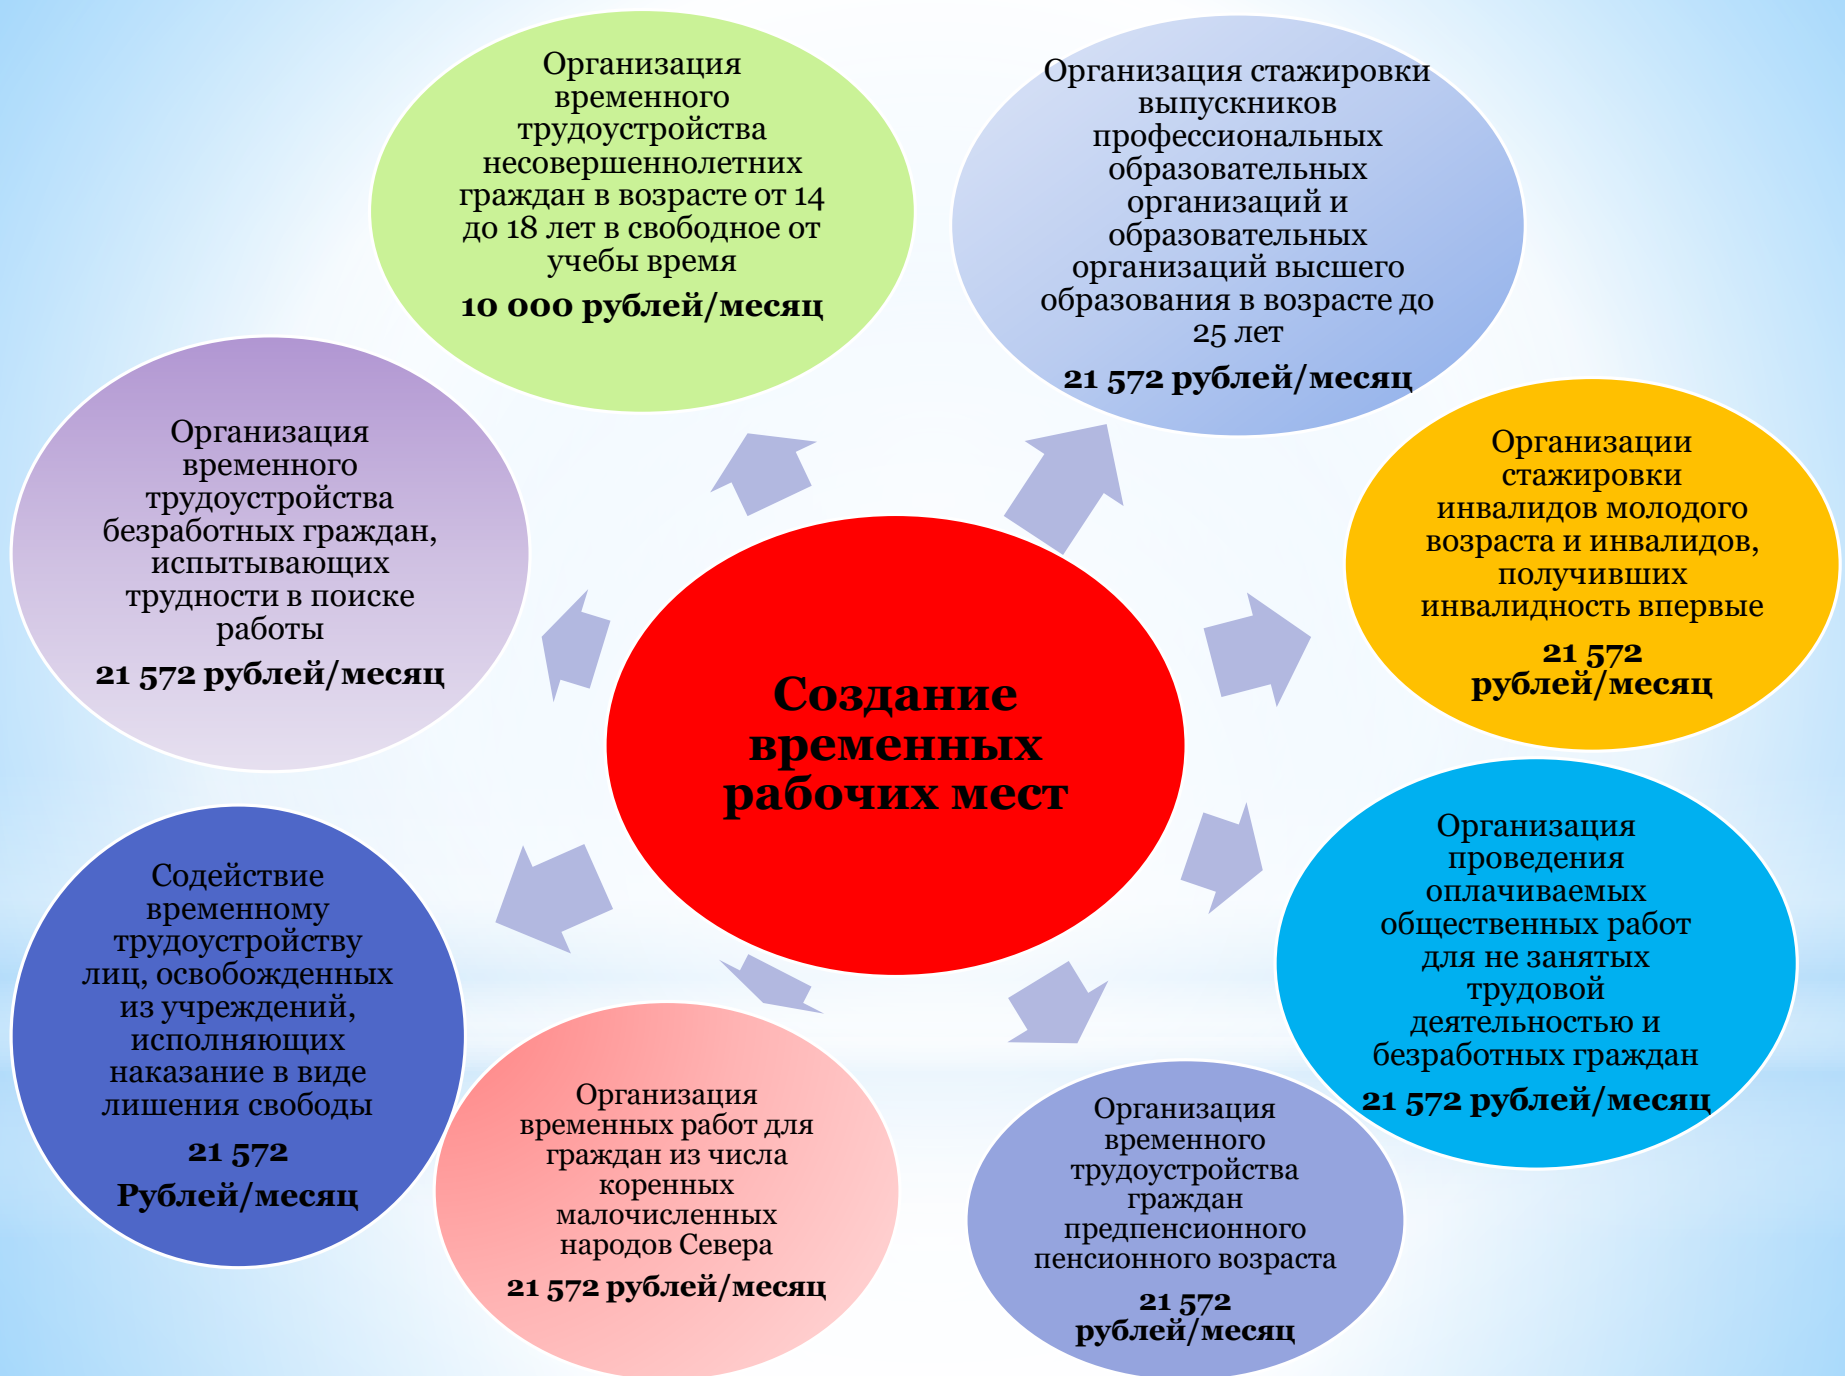 Организация
временного
трудоустройства
несовершеннолетних
граждан в возрасте от 14
до 18 лет в свободное от
учебы время
10 000 рублей/месяц
Организация стажировки
выпускников
профессиональных
образовательных
организаций и
образовательных
организаций высшего
образования в возрасте до
25 лет
21 572 рублей/месяц
Организации
стажировки
инвалидов молодого
возраста и инвалидов,
получивших
инвалидность впервые
21 572
рублей/месяц
Организация
проведения
оплачиваемых
общественных работ
для не занятых
трудовой
деятельностью и
безработных граждан
21 572 рублей/месяц
Организация
временного
трудоустройства
граждан
предпенсионного
пенсионного возраста
21 572
рублей/месяц
Организация
временных работ для
граждан из числа
коренных
малочисленных
народов Севера
21 572 рублей/месяц
Содействие
временному
трудоустройству
лиц, освобожденных
из учреждений,
исполняющих
наказание в виде
лишения свободы
21 572
Рублей/месяц
Организация
временного
трудоустройства
безработных граждан,
испытывающих
трудности в поиске
работы
21 572 рублей/месяц
Создание
временных
рабочих мест